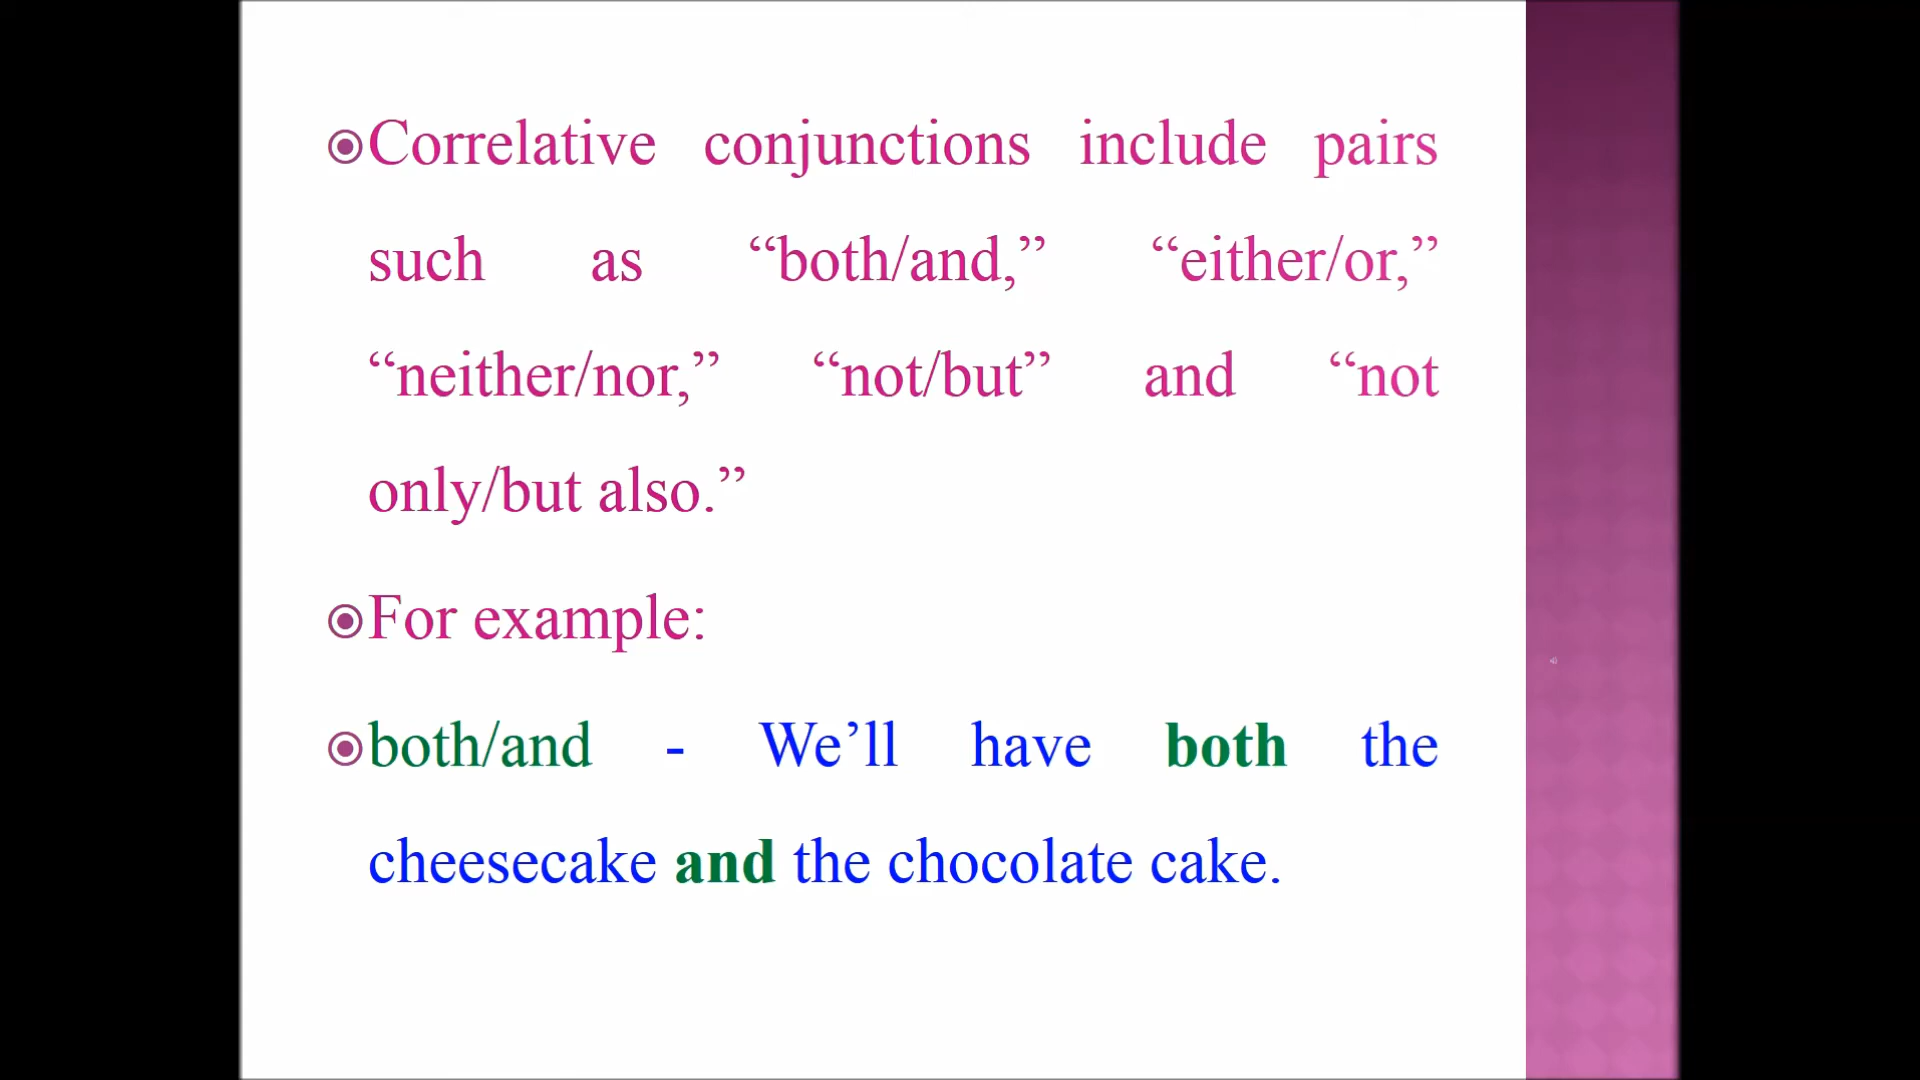 Correlative conjunctions include pairs
such as “both/and,” “either/or,”
“neither/nor,” “not/but” and “not
only/but also.”
For example:
both/and - We’ll have both the
cheesecake and the chocolate cake.